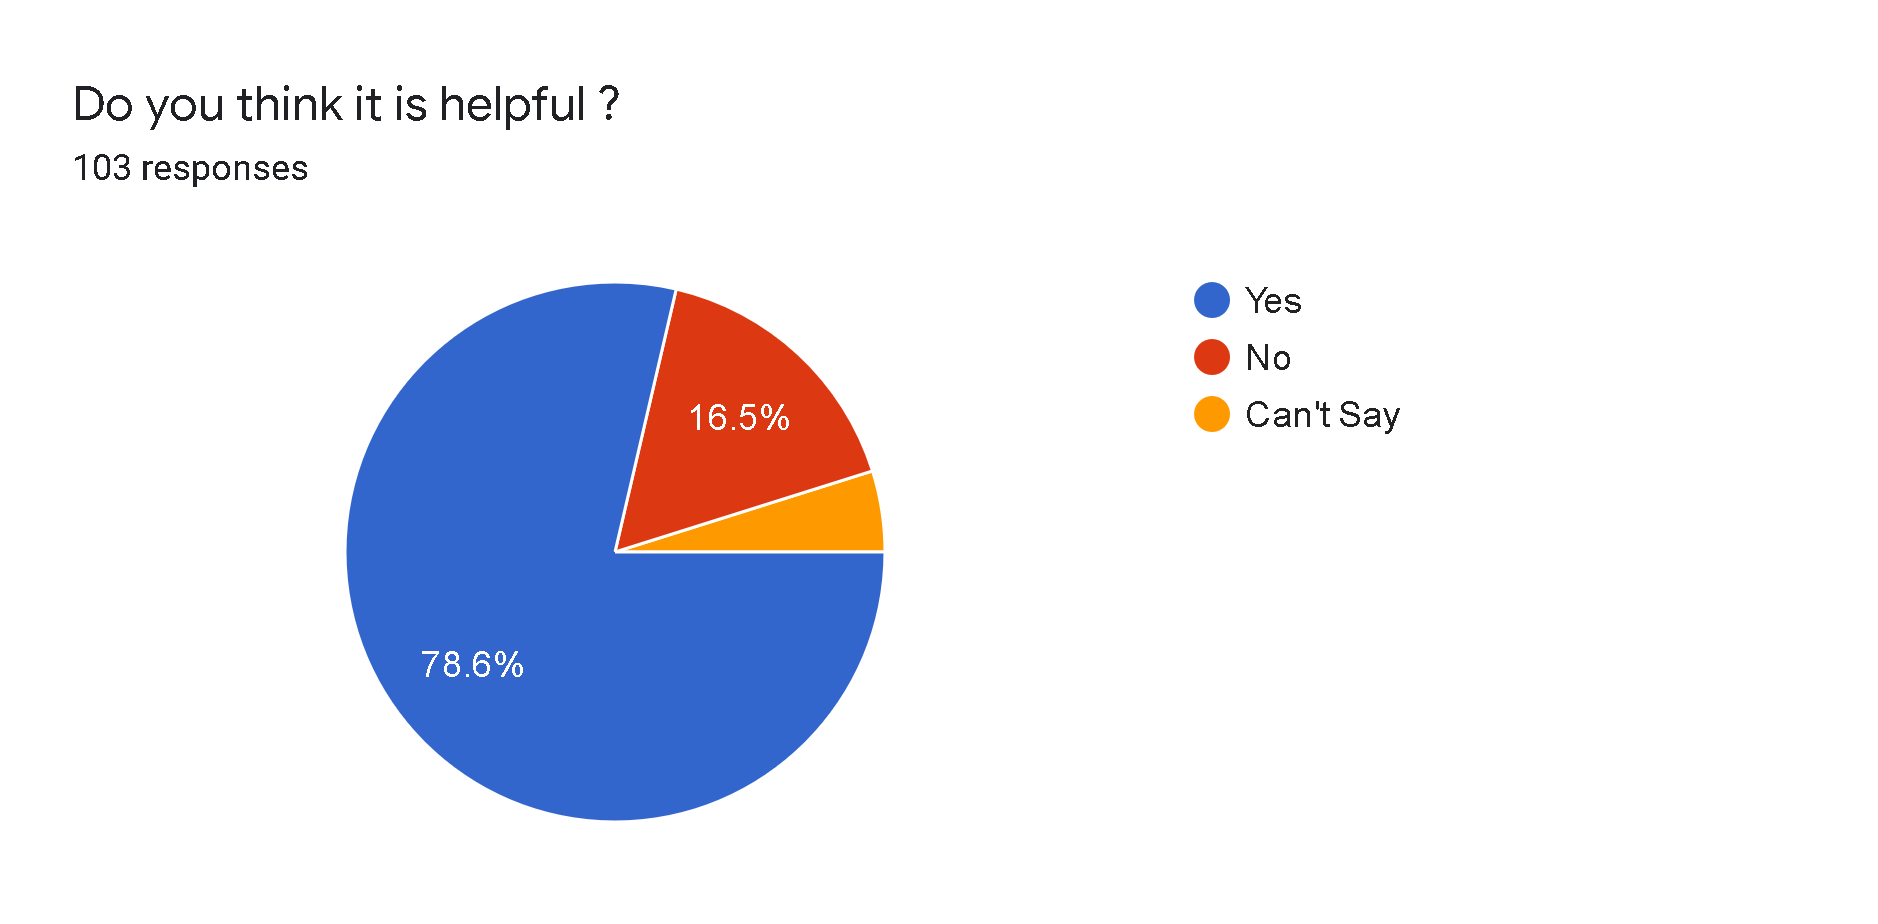 Do you think it is helpful ?
103 responses
Yes
No
Can't Say
16.5%
78.6%